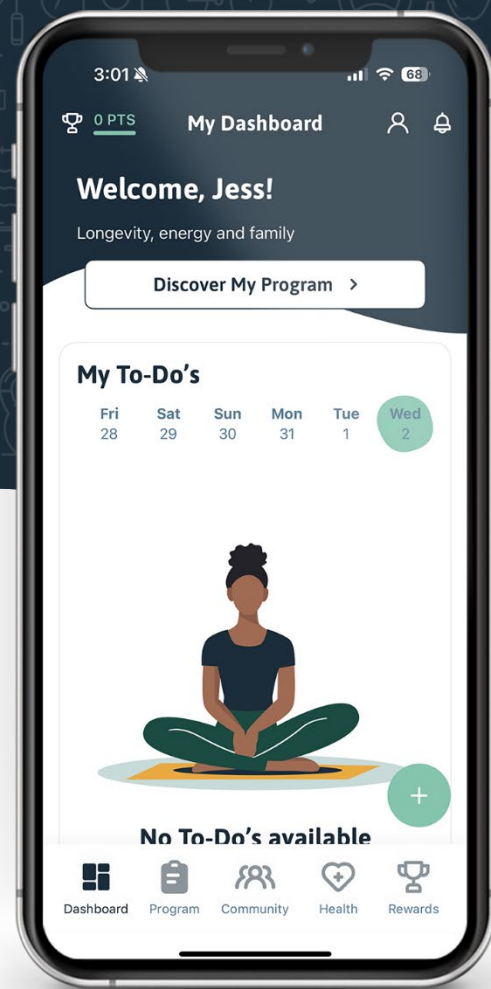 3:01
68
0 PTS
My Dashboard
Welcome, Jess!
Longevity, energy and family
Discover My Program >
My To-Do's
Fri Sat Sun Mon Tue Wed
28 29 30 31 1 2
No To-Do's available
Dashboard Program Community Health Rewards